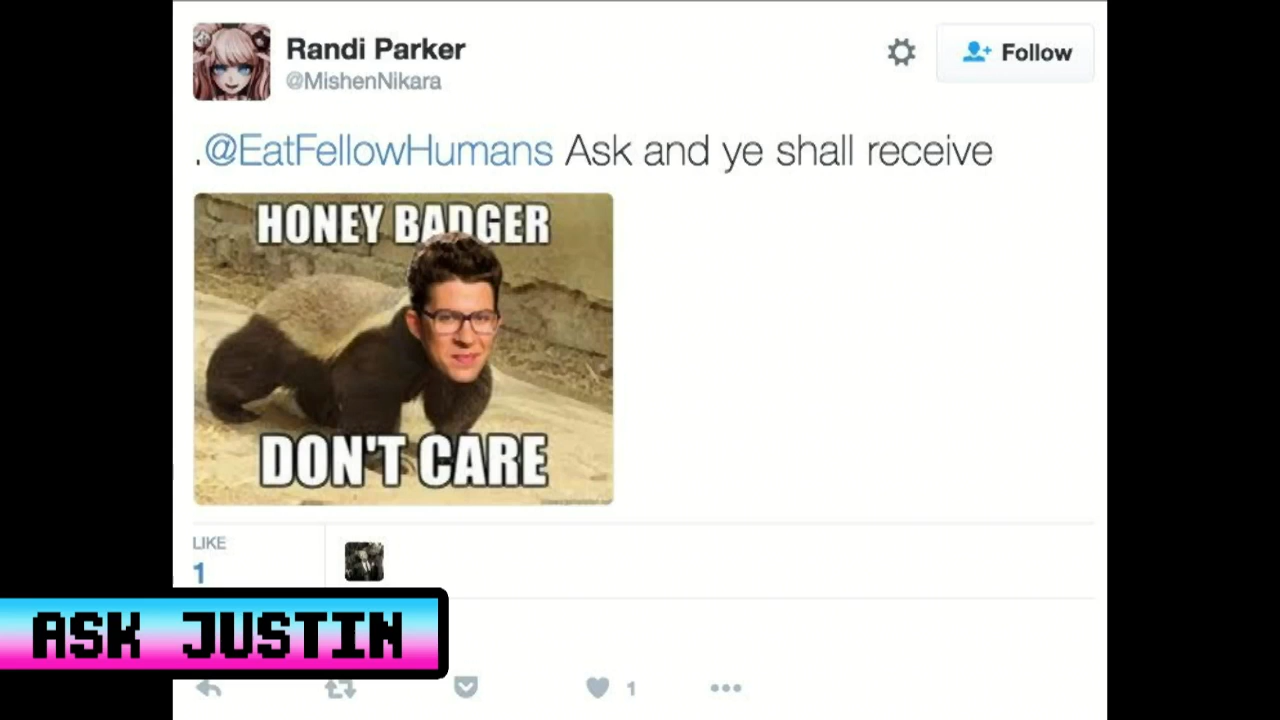 Randi Parker
@MishenNikara
Follow
.@EatFellowHumans Ask and ye shall receive
HONEY BADGER
DON'T CARE
LIKE
1
ASK JUSTIN
1